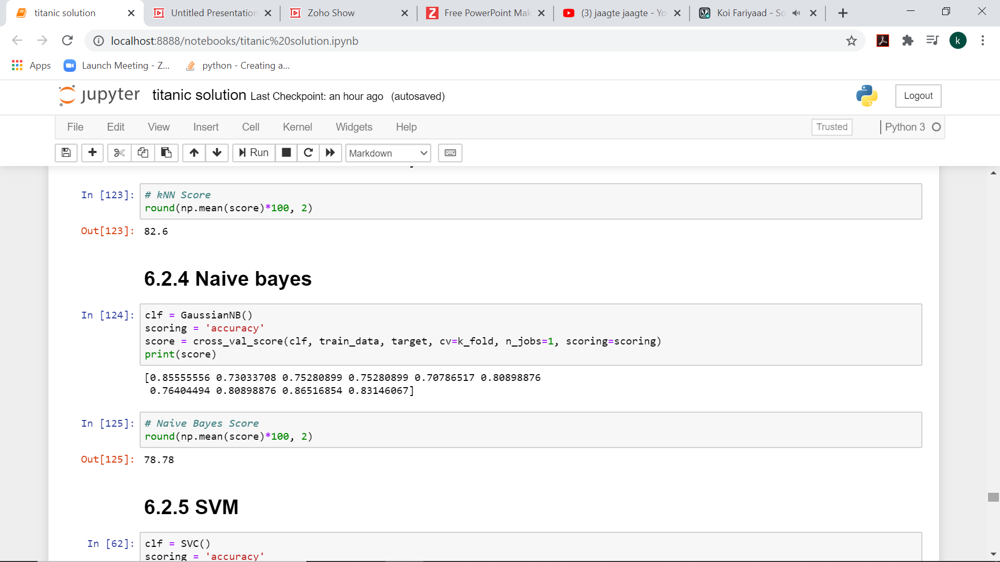 titanic solution
Untitled Presentation
Zoho Show
Free PowerPoint Mak
(3) jaagte jaagte - Yo
Koi Fariyaad - So
localhost:8888/notebooks/titanic%20solution.ipynb
k
Apps
Launch Meeting - Z...
python - Creating a...
jupyter
titanic solution Last Checkpoint: an hour ago (autosaved)
Logout
File Edit View Insert Cell Kernel Widgets Help
Trusted
Python 3
Run
Markdown
In [123]:
# kNN Score
round(np.mean(score)*100, 2)
Out[123]: 82.6
6.2.4 Naive bayes
In [124]:
clf = GaussianNB()
scoring = 'accuracy'
score = cross_val_score(clf, train_data, target, cv=k_fold, n_jobs=1, scoring=scoring)
print(score)
[0.85555556 0.73033708 0.75280899 0.75280899 0.70786517 0.80898876
0.76404494 0.80898876 0.86516854 0.83146067]
In [125]:
# Naive Bayes Score
round(np.mean(score)*100, 2)
Out[125]: 78.78
6.2.5 SVM
In [62]:
clf = SVC()
scoring = 'accuracy'